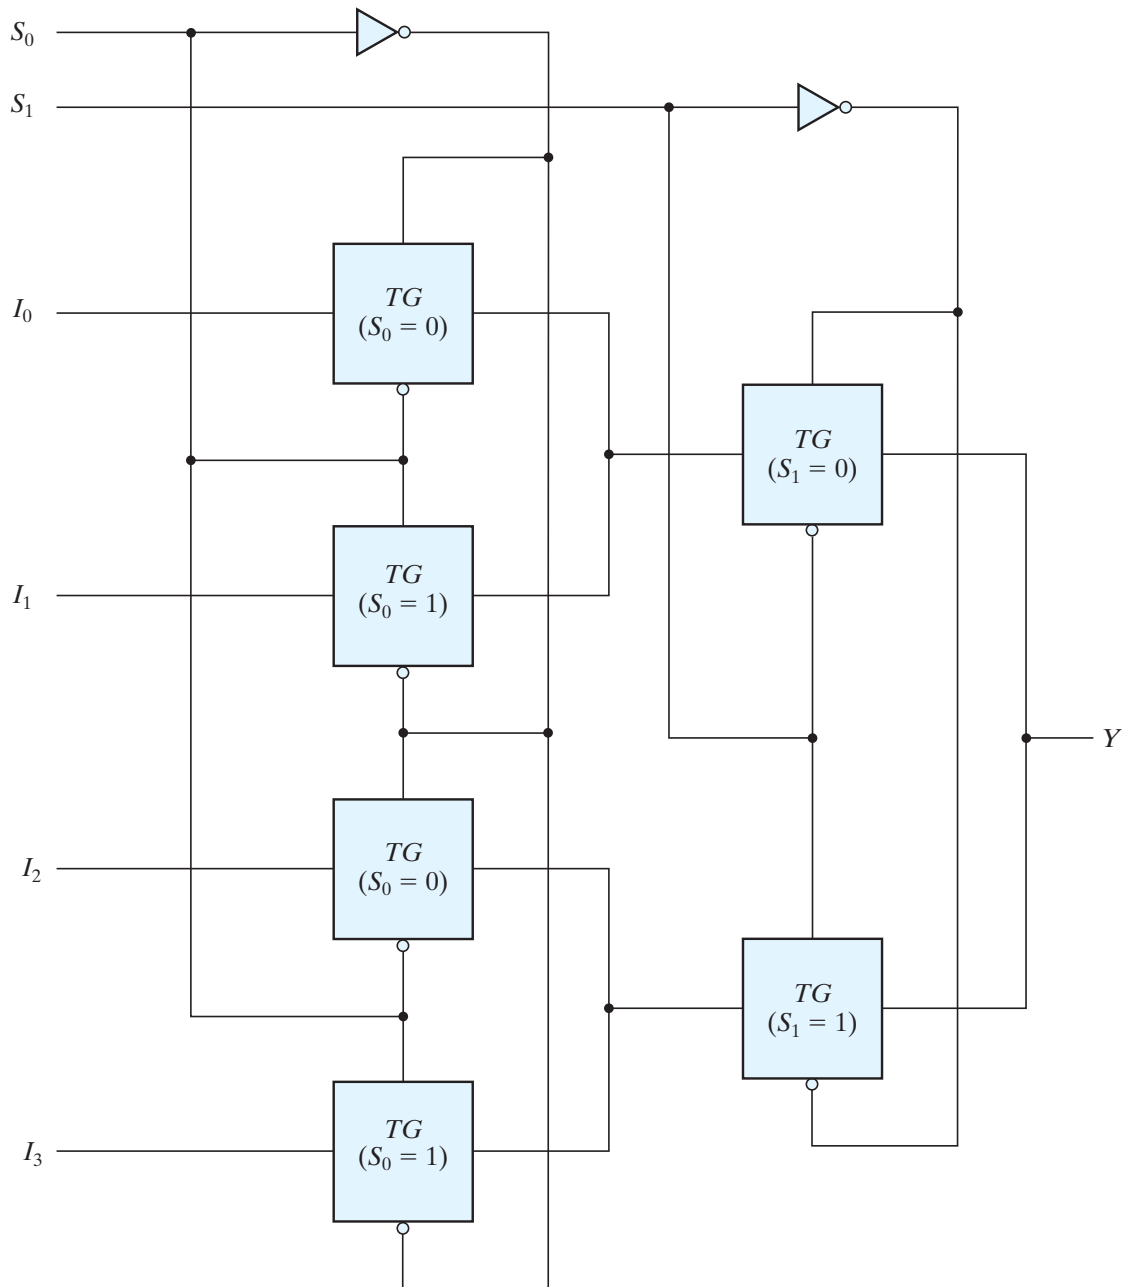 S₀
S₁
TG
(S₀ = 0)
I₀
TG
(S₁ = 0)
TG
(S₀ = 1)
I₁
Y
TG
(S₀ = 0)
I₂
TG
(S₁ = 1)
TG
(S₀ = 1)
I₃